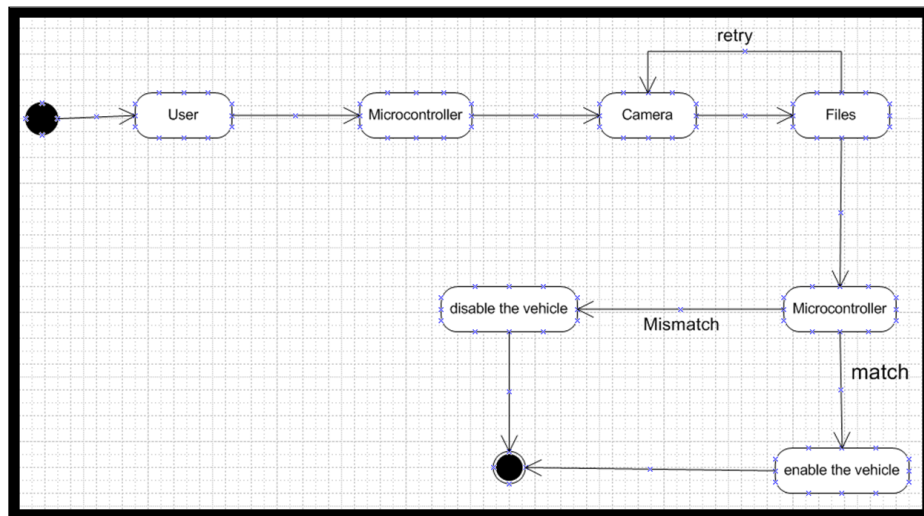 retry
User
Microcontroller
Camera
Files
disable the vehicle
Mismatch
Microcontroller
match
enable the vehicle